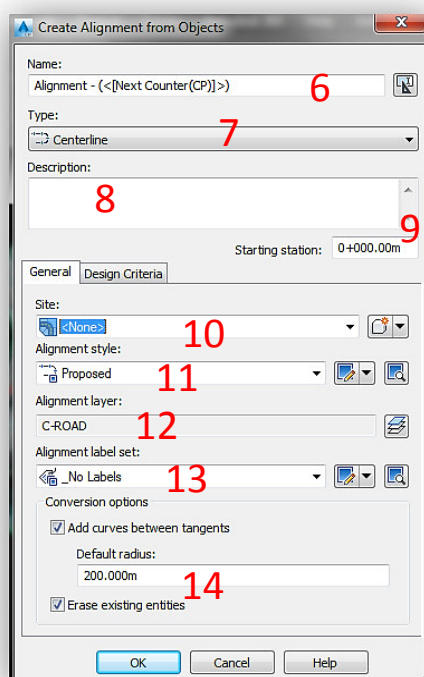 Create Alignment from Objects
Name:
Alignment - (<[Next Counter(CP)]>)
6
Type:
Centerline
7
Description:
8
9
Starting station: 0+000.00m
General Design Criteria
Site:
<None>
10
Alignment style:
Proposed
11
Alignment layer:
C-ROAD
12
Alignment label set:
_No Labels
13
Conversion options
Add curves between tangents
Default radius:
200.000m
14
Erase existing entities
OK Cancel Help